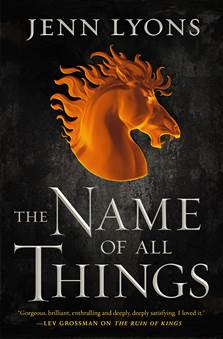 JENN LYONS
THE NAME
OF ALL
THINGS
"Gorgeous, brilliant, enthralling and deeply, deeply satisfying. I loved it."
—LEV GROSSMAN ON THE RUIN OF KINGS